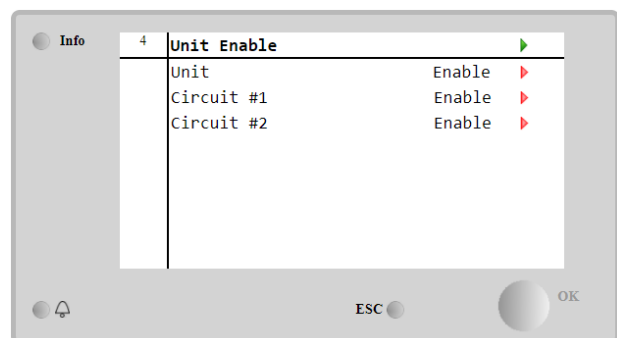 Info
4 Unit Enable
Unit Enable
Circuit #1 Enable
Circuit #2 Enable
ESC
OK